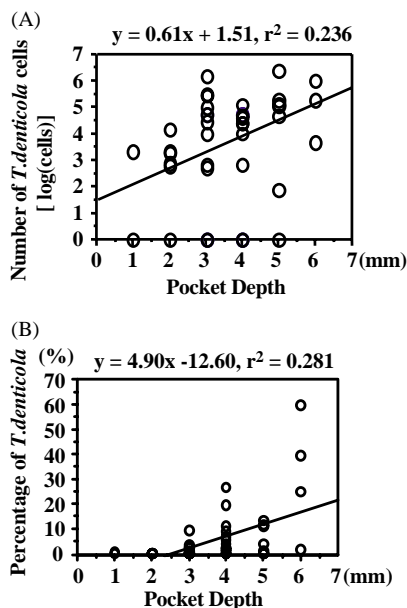 (A)
y = 0.61x + 1.51, r² = 0.236
Number of T.denticola cells
[ log(cells)]
7
6
5
4
3
2
1
0
0 1 2 3 4 5 6 7 (mm)
Pocket Depth
(B)
(%) y = 4.90x -12.60, r² = 0.281
Percentage of T.denticola
70
60
50
40
30
20
10
0
0 1 2 3 4 5 6 7 (mm)
Pocket Depth